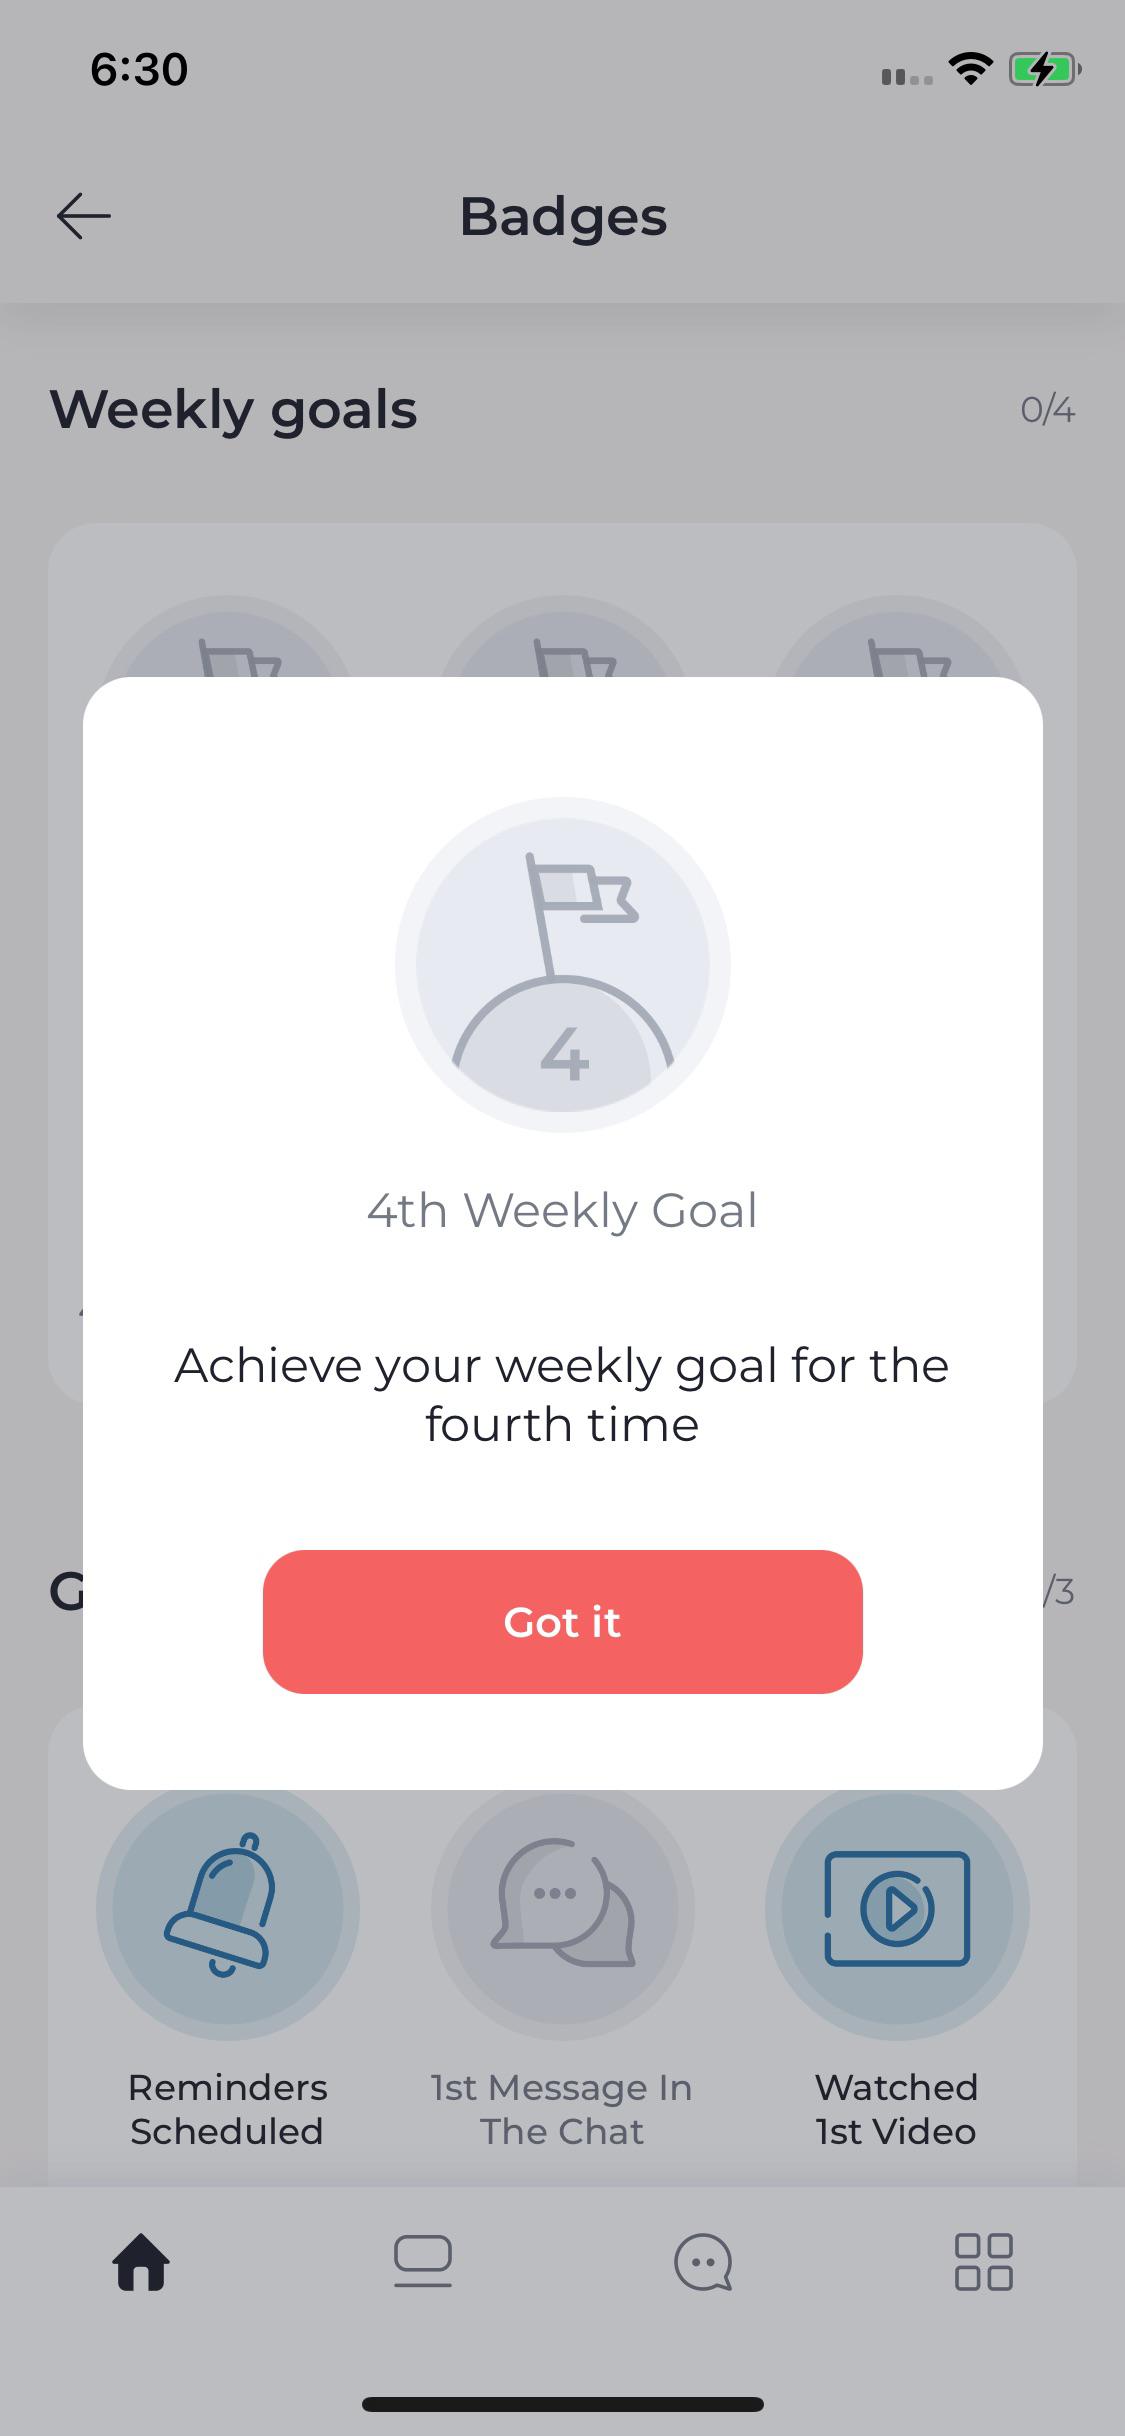 6:30
Badges
Weekly goals
0/4
4
4th Weekly Goal
Achieve your weekly goal for the
fourth time
/3
Got it
Reminders
Scheduled
1st Message In
The Chat
Watched
1st Video